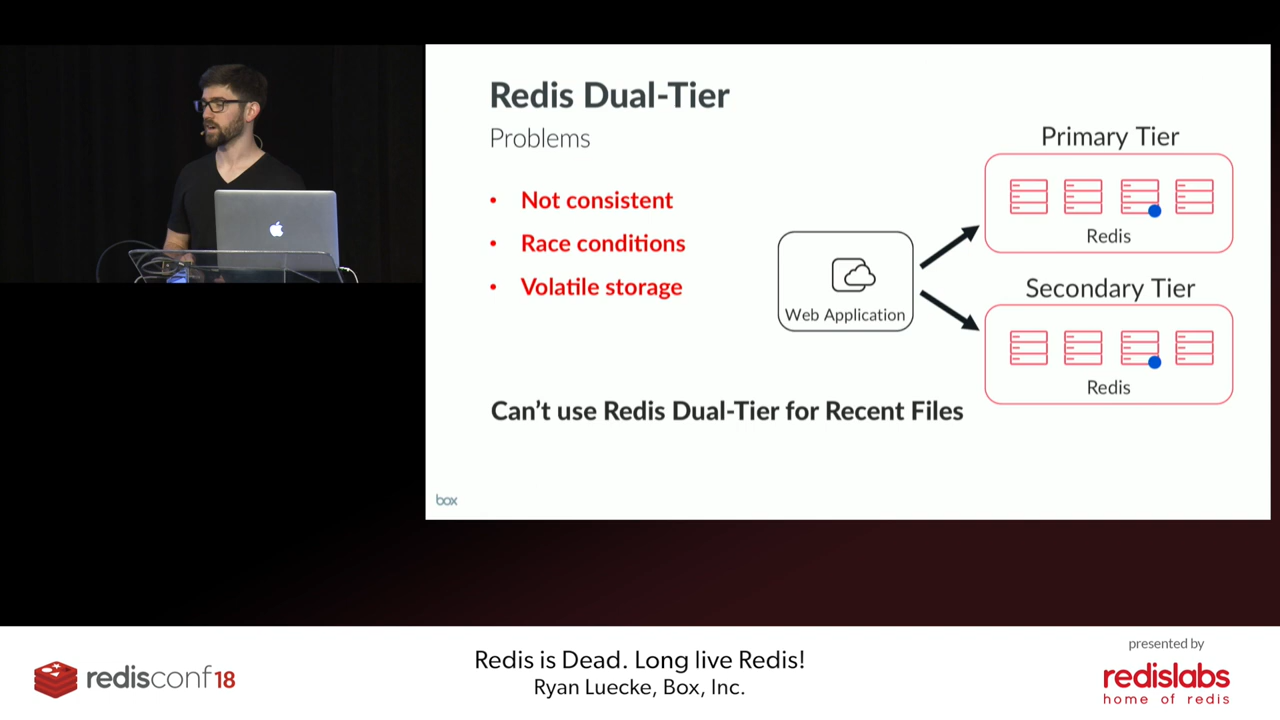 Redis Dual-Tier
Problems
• Not consistent
• Race conditions
• Volatile storage
Can't use Redis Dual-Tier for Recent Files
Web Application
Primary Tier
Redis
Secondary Tier
Redis
box
redisconf18
Redis is Dead. Long live Redis!
Ryan Luecke, Box, Inc.
presented by
redislabs
home of redis